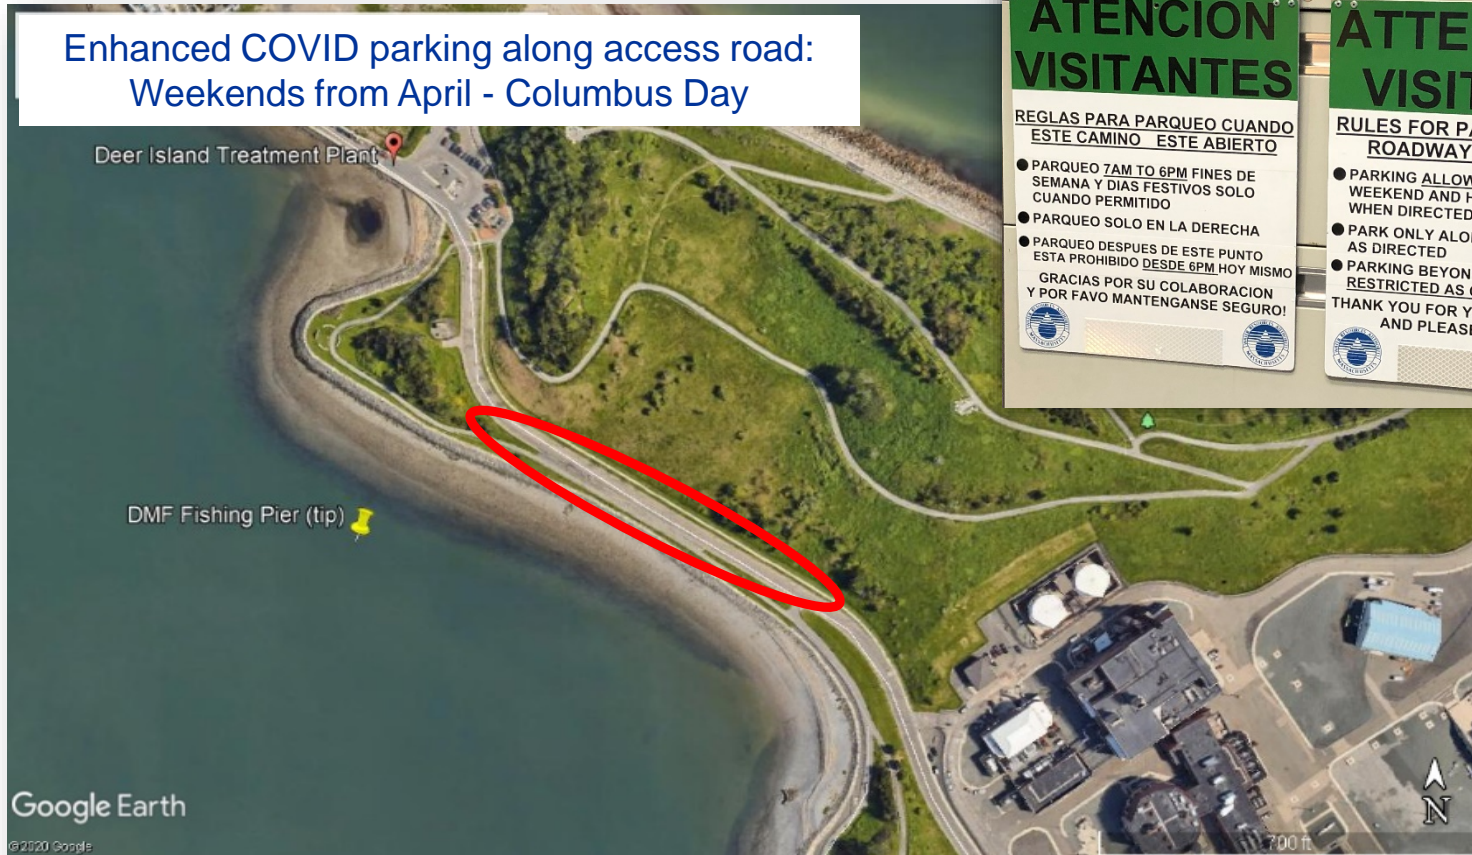 Enhanced COVID parking along access road:
Weekends from April - Columbus Day
Deer Island Treatment Plant
DMF Fishing Pier (tip)
Google Earth
©2020 Google
700 ft
N
ATENCION
VISITANTES
REGLAS PARA PARQUEO CUANDO
ESTE CAMINO ESTE ABIERTO
● PARQUEO 7AM TO 6PM FINES DE
SEMANA Y DIAS FESTIVOS SOLO
CUANDO PERMITIDO
● PARQUEO SOLO EN LA DERECHA
● PARQUEO DESPUES DE ESTE PUNTO
ESTA PROHIBIDO DESDE 6PM HOY MISMO
GRACIAS POR SU COLABORACION
Y POR FAVO MANTENGANSE SEGURO!
ATTE
VISIT
RULES FOR PA
ROADWAY
● PARKING ALLOW
WEEKEND AND H
WHEN DIRECTED
● PARK ONLY ALO
AS DIRECTED
● PARKING BEYON
RESTRICTED AS
THANK YOU FOR Y
AND PLEAS